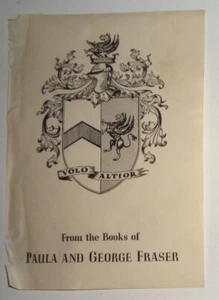 VOLO ALTIOR
From the Books of
PAULA AND GEORGE FRASER